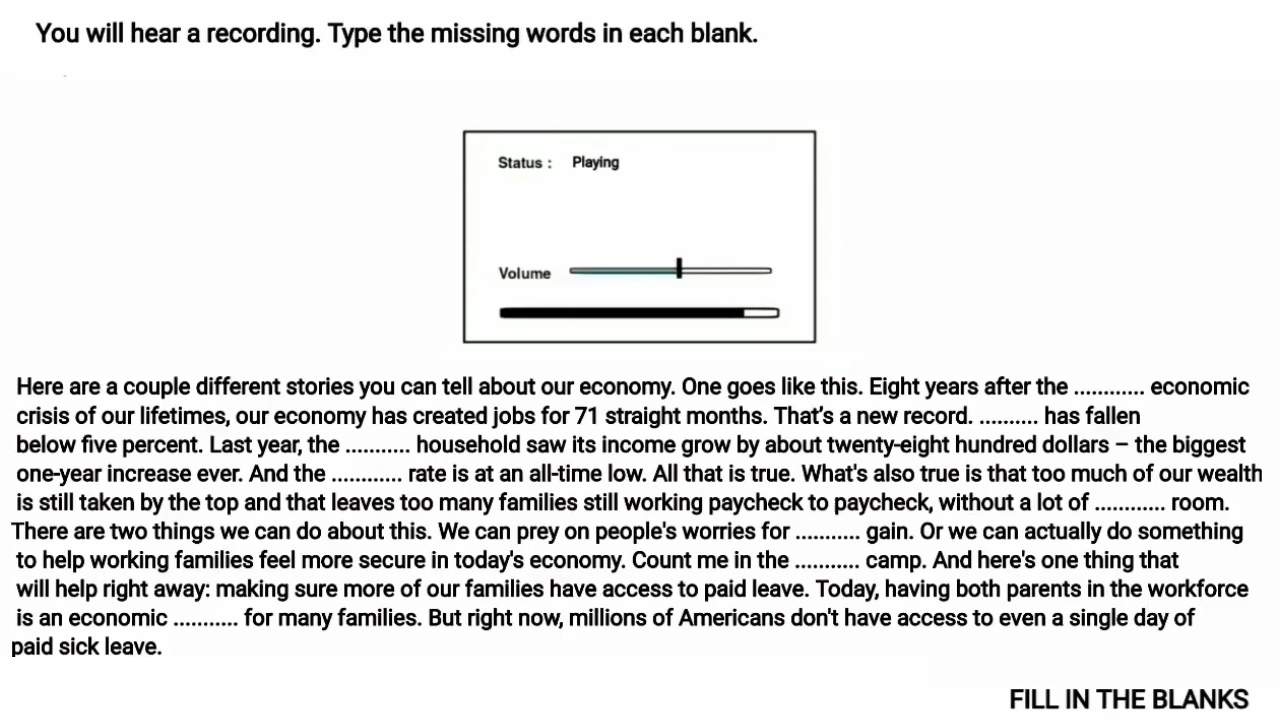 You will hear a recording. Type the missing words in each blank.
Status : Playing
Volume
Here are a couple different stories you can tell about our economy. One goes like this. Eight years after the ............ economic
crisis of our lifetimes, our economy has created jobs for 71 straight months. That's a new record. .......... has fallen
below five percent. Last year, the ........... household saw its income grow by about twenty-eight hundred dollars – the biggest
one-year increase ever. And the ............ rate is at an all-time low. All that is true. What's also true is that too much of our wealth
is still taken by the top and that leaves too many families still working paycheck to paycheck, without a lot of ............ room.
There are two things we can do about this. We can prey on people's worries for ........... gain. Or we can actually do something
to help working families feel more secure in today's economy. Count me in the ........... camp. And here's one thing that
will help right away: making sure more of our families have access to paid leave. Today, having both parents in the workforce
is an economic ........... for many families. But right now, millions of Americans don't have access to even a single day of
paid sick leave.
FILL IN THE BLANKS